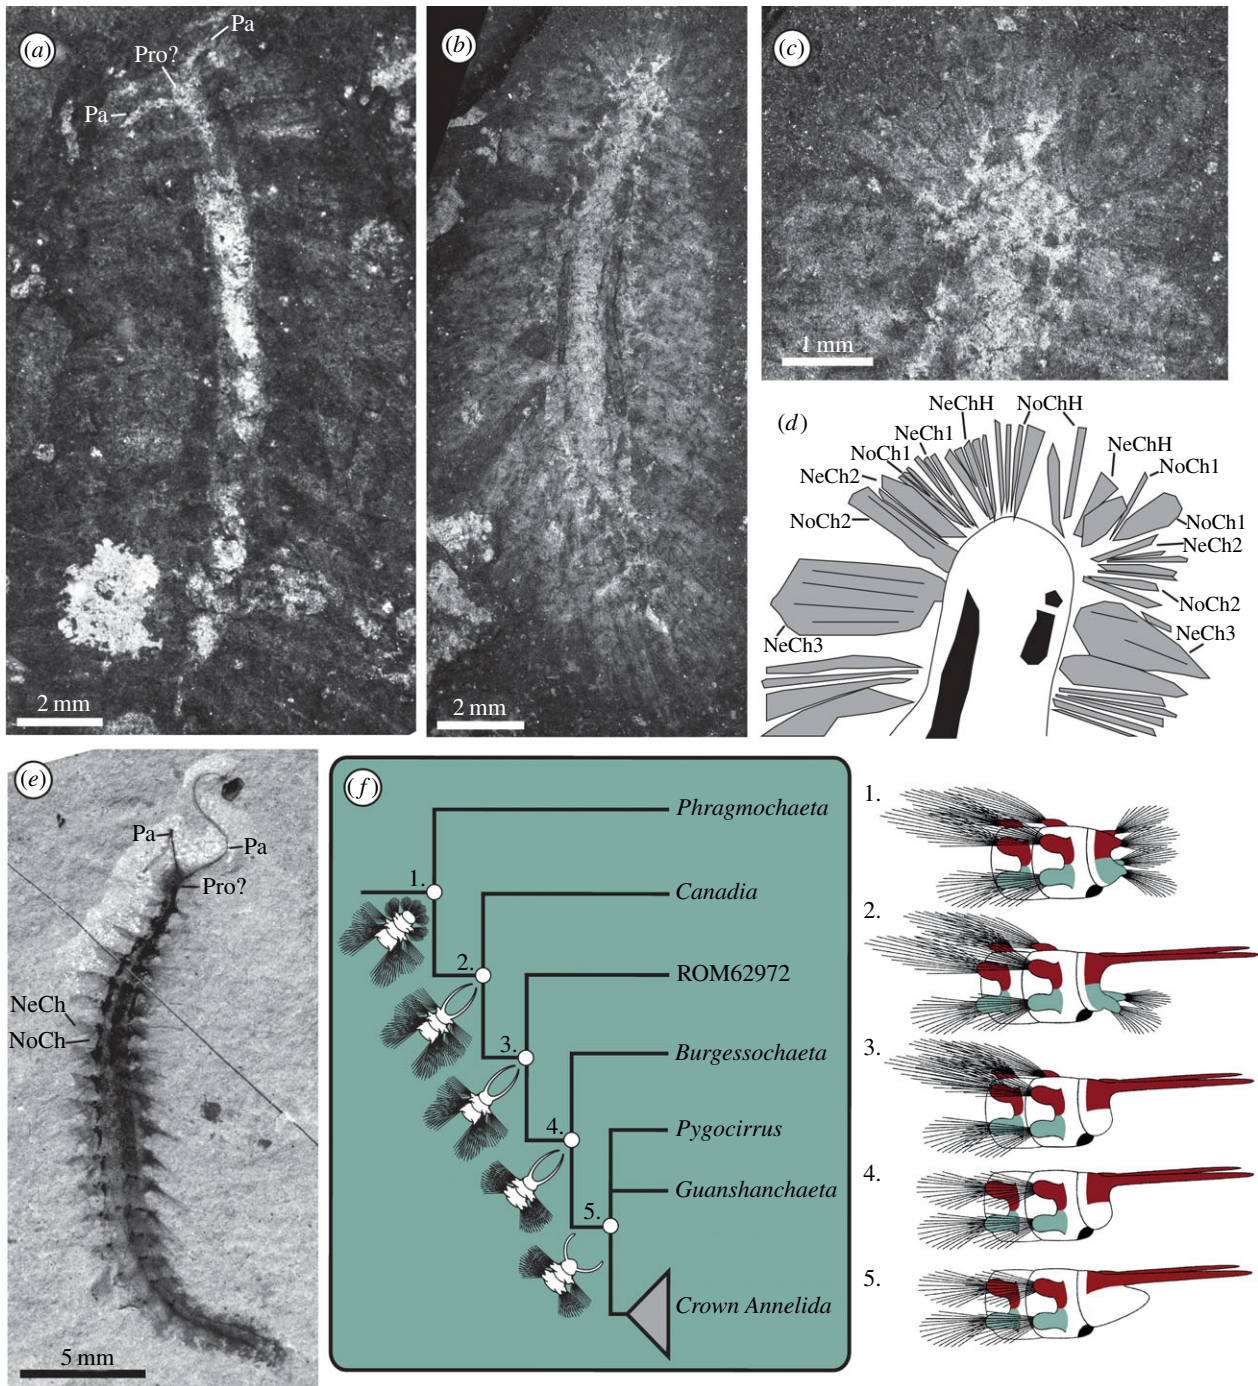 (a)
Pa
Pro?
Pa
2 mm
(b)
2 mm
(c)
1 mm
(d)
NeChH
NoChH
NeCh1
NoCh1
NeCh2
NoCh2
NeChH
NoCh1
NoCh1
NeCh2
NoCh2
NeCh3
NeCh3
(e)
Pa
Pa
Pro?
NeCh
NoCh
5 mm
(f)
Phragmochaeta
1.
Canadia
2.
ROM62972
3.
Burgessochaeta
4.
Pygocirrus
Guanshanchaeta
5.
Crown Annelida
1.
2.
3.
4.
5.